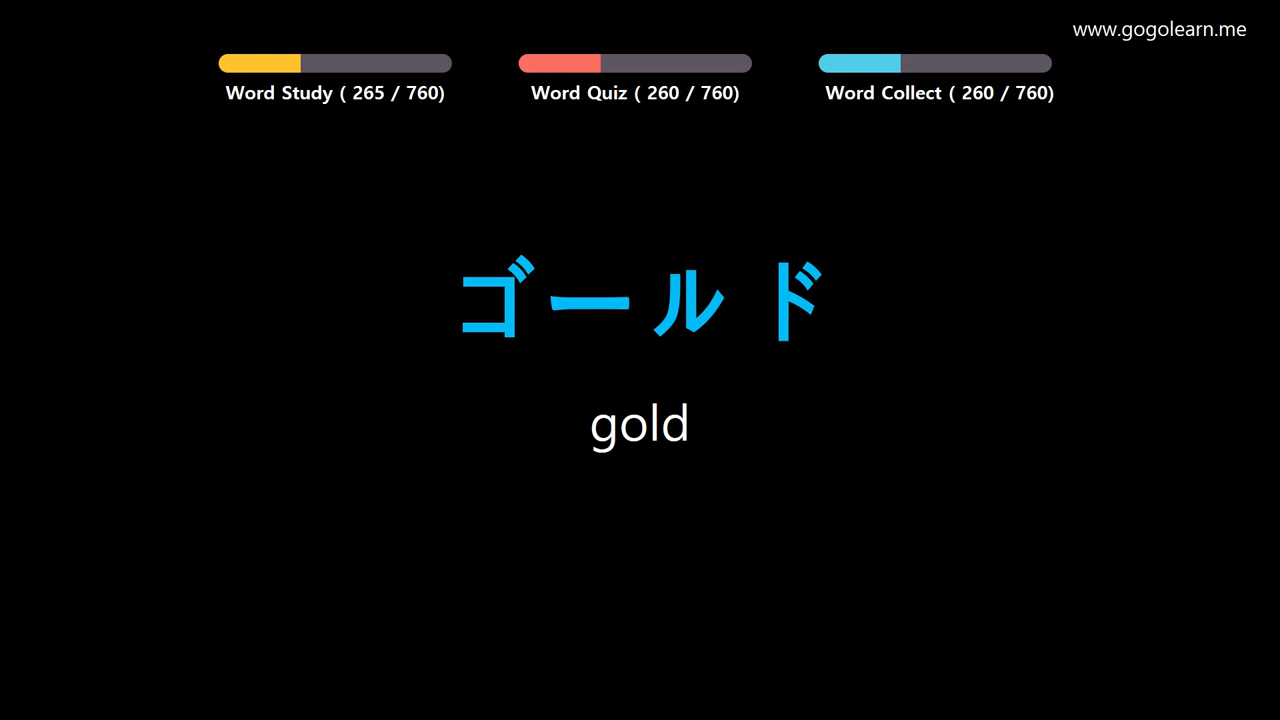 www.gogolearn.me
Word Study ( 265 / 760)
Word Quiz ( 260 / 760)
Word Collect ( 260 / 760)
ゴールド
gold